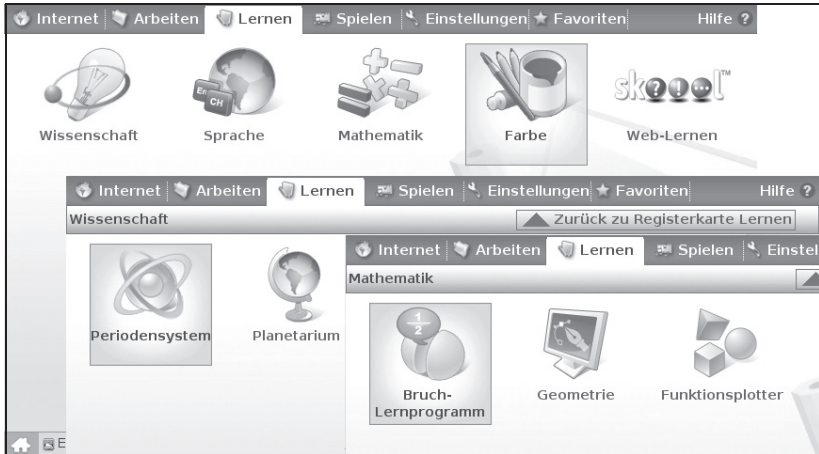 Internet Arbeiten Lernen Spielen Einstellungen Favoriten Hilfe ?
En
CH
skool™
Wissenschaft Sprache Mathematik Farbe Web-Lernen
Internet Arbeiten Lernen Spielen Einstellungen Favoriten Hilfe ?
Wissenschaft Zurück zu Registerkarte Lernen
Periodensystem Planetarium
Internet Arbeiten Lernen Spielen Einstel
Mathematik
1
2
Bruch-
Lernprogramm Geometrie Funktionsplotter
E